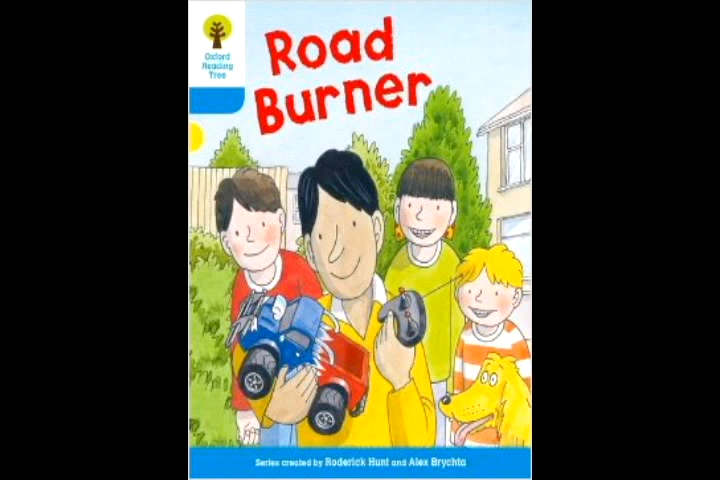 Oxford
Reading
Tree
Road
Burner
Series created by Roderick Hunt and Alex Brychta